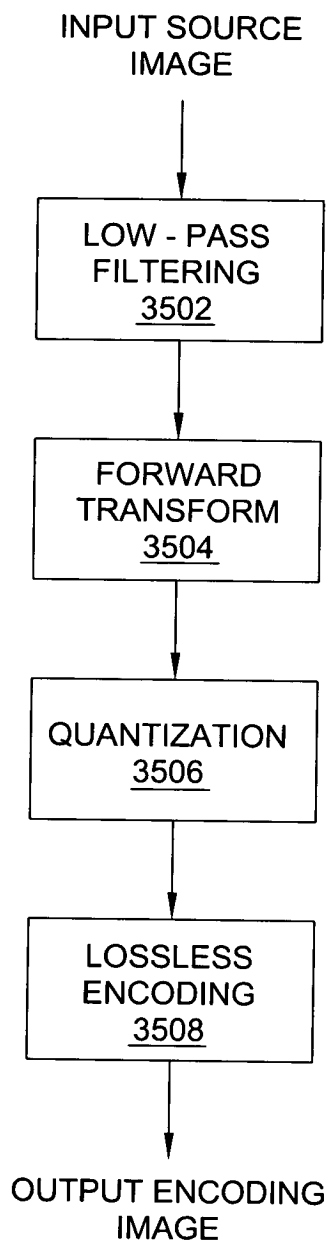 INPUT SOURCE
IMAGE
LOW - PASS
FILTERING
3502
FORWARD
TRANSFORM
3504
QUANTIZATION
3506
LOSSLESS
ENCODING
3508
OUTPUT ENCODING
IMAGE